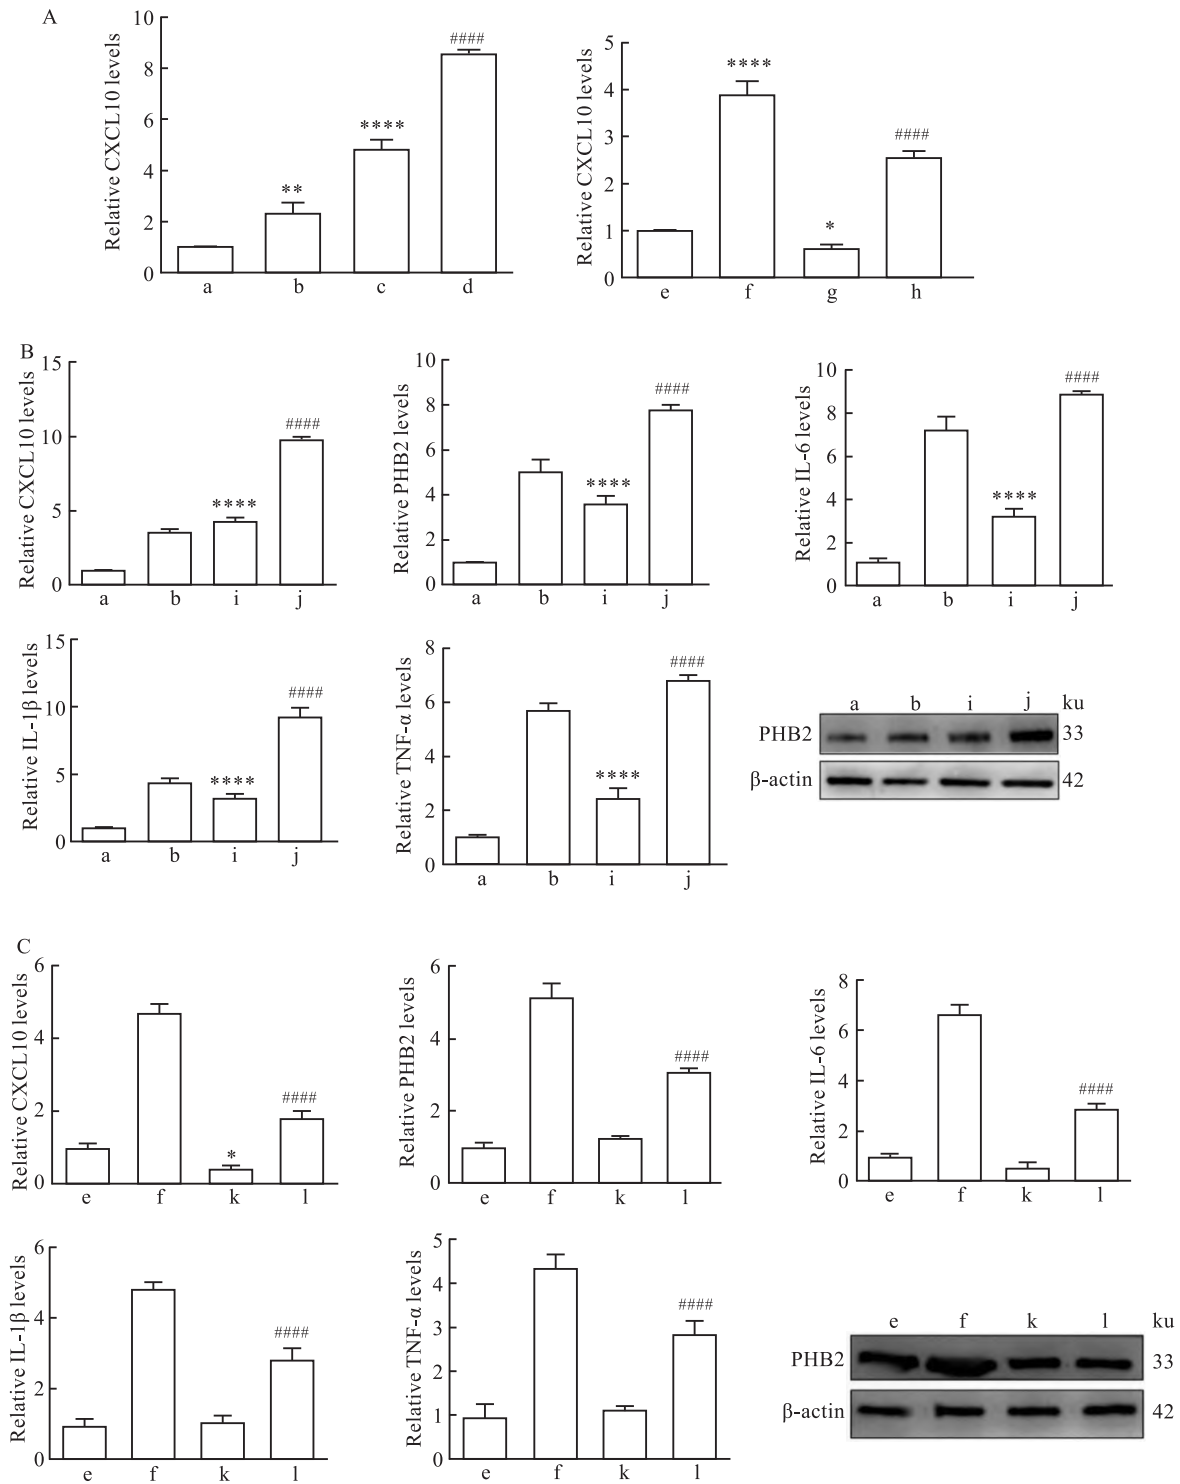 A
Relative CXCL10 levels
10
8
6
4
2
0
**
****
####
a b c d
Relative CXCL10 levels
5
4
3
2
1
0
****
*
####
e f g h
B
Relative CXCL10 levels
15
10
5
0
****
####
a b i j
Relative PHB2 levels
10
8
6
4
2
0
****
####
a b i j
Relative IL-6 levels
10
8
6
4
2
0
****
####
a b i j
Relative IL-1β levels
15
10
5
0
****
####
a b i j
Relative TNF-α levels
8
6
4
2
0
****
####
a b i j
a b i j ku
PHB2 33
β-actin 42
C
Relative CXCL10 levels
6
4
2
0
*
####
e f k l
Relative PHB2 levels
6
4
2
0
####
e f k l
Relative IL-6 levels
8
6
4
2
0
####
e f k l
Relative IL-1β levels
6
4
2
0
####
e f k l
Relative TNF-α levels
5
4
3
2
1
0
####
e f k l
e f k l ku
PHB2 33
β-actin 42